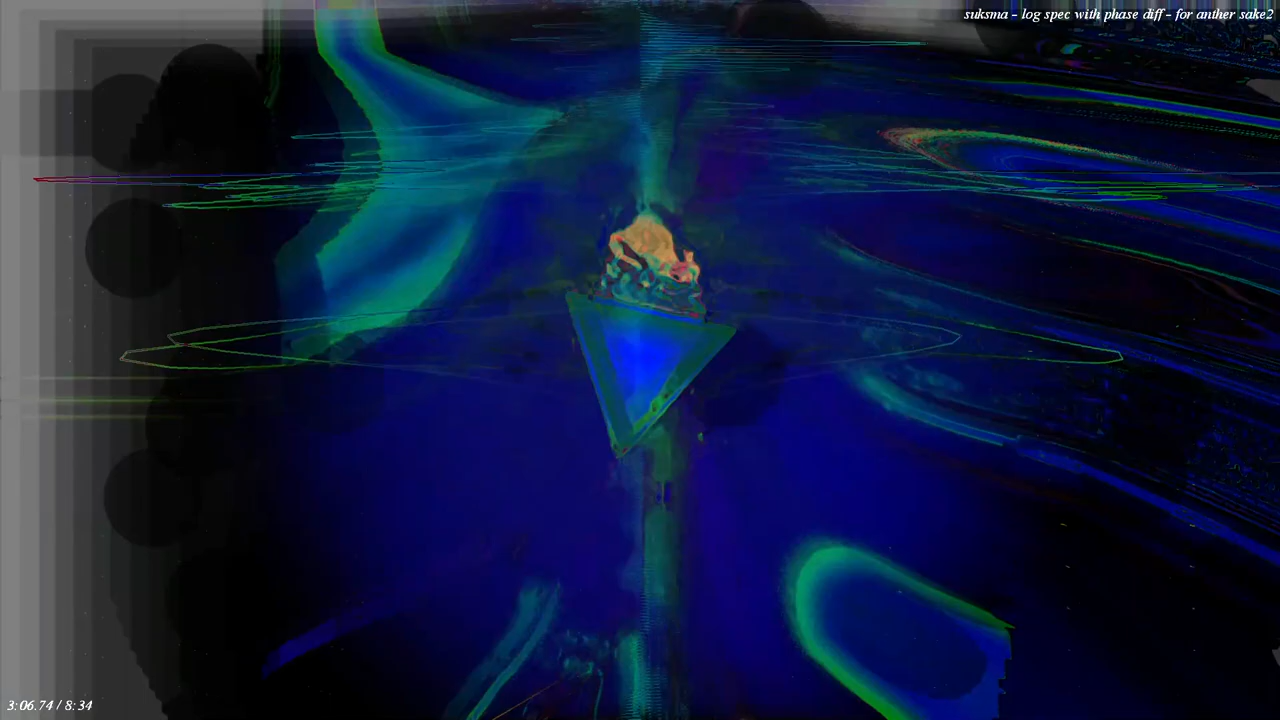 suksma - log spec with phase diff - for anther sake2
3:06.74 / 8:34